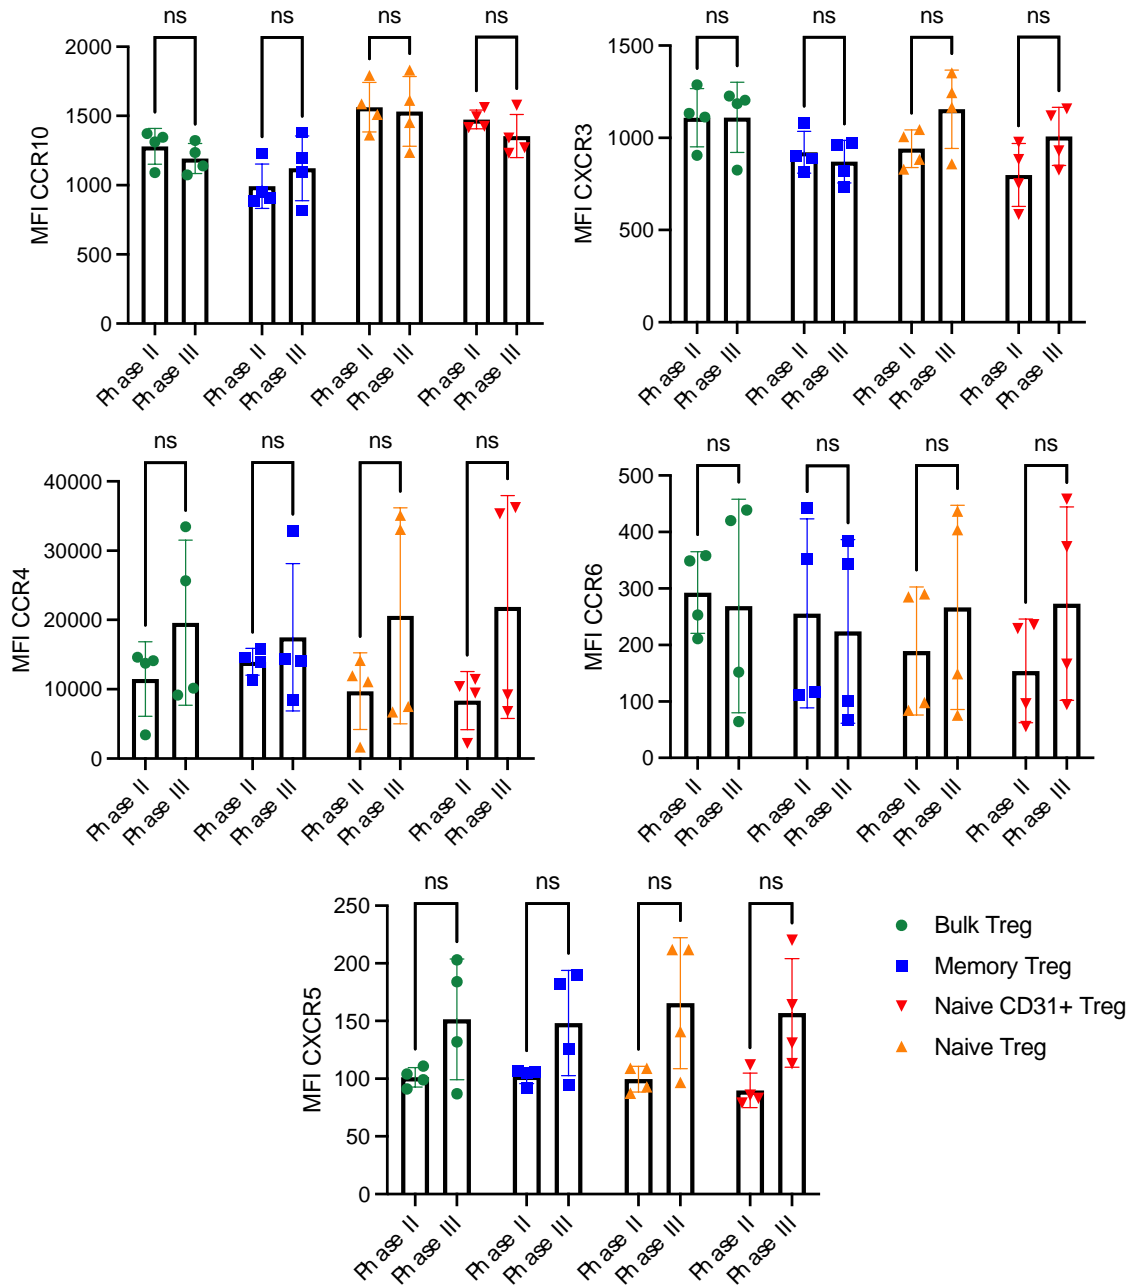 ns ns ns ns
MFI CCR10
2000
1500
1000
500
0
Phase II Phase III Phase II Phase III Phase II Phase III Phase II Phase III
ns ns ns ns
MFI CXCR3
1500
1000
500
0
Phase II Phase III Phase II Phase III Phase II Phase III Phase II Phase III
ns ns ns ns
MFI CCR4
40000
30000
20000
10000
0
Phase II Phase III Phase II Phase III Phase II Phase III Phase II Phase III
ns ns ns ns
MFI CCR6
500
400
300
200
100
0
Phase II Phase III Phase II Phase III Phase II Phase III Phase II Phase III
ns ns ns ns
MFI CXCR5
250
200
150
100
50
0
Phase II Phase III Phase II Phase III Phase II Phase III Phase II Phase III
Bulk Treg
Memory Treg
Naive CD31+ Treg
Naive Treg